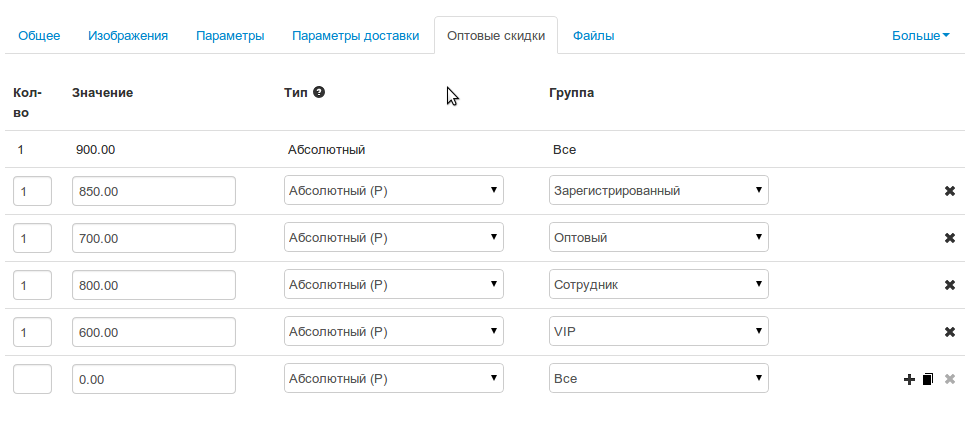 Общее Изображения Параметры Параметры доставки Оптовые скидки Файлы Больше
Кол-во Значение Тип ? Группа
1 900.00 Абсолютный Все
1 850.00 Абсолютный (Р) Зарегистрированный
1 700.00 Абсолютный (Р) Оптовый
1 800.00 Абсолютный (Р) Сотрудник
1 600.00 Абсолютный (Р) VIP
0.00 Абсолютный (Р) Все